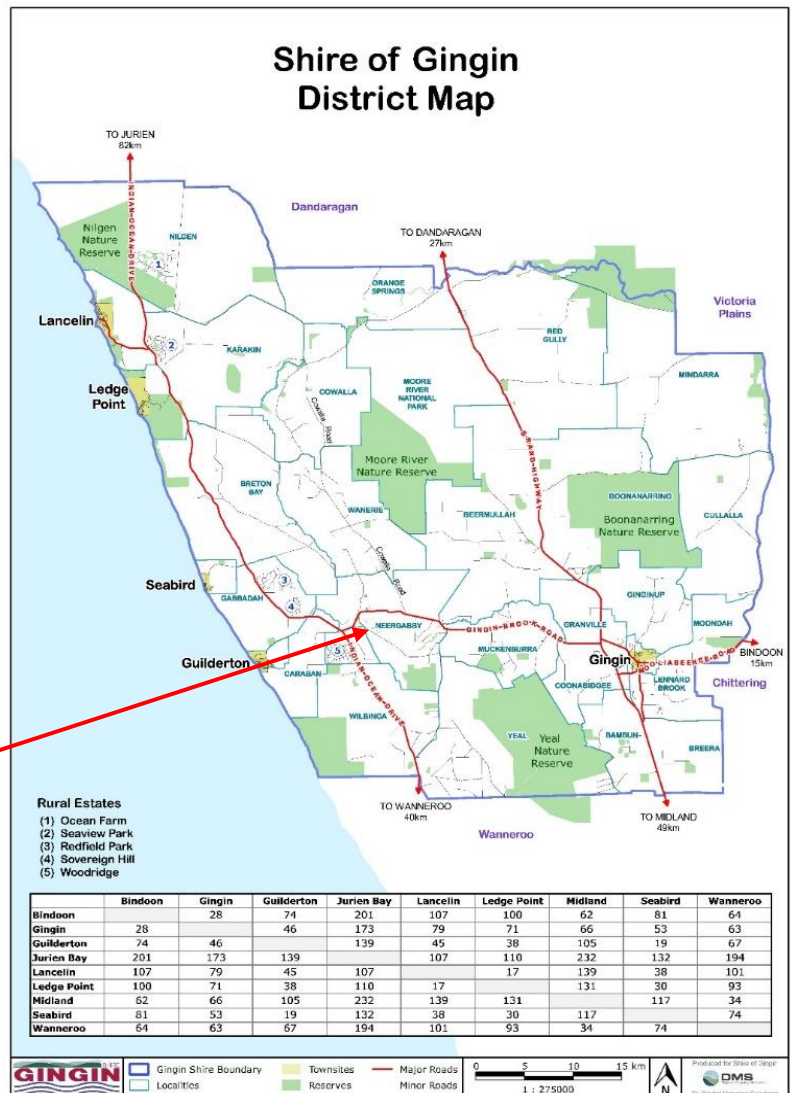 Shire of Gingin
District Map
TO JURIEN
82km
Dandaragan
INDIAN-OCEAN-DRIVE
Nilgen
Nature
Reserve
NILGEN
1
TO DANDARAGAN
27km
ORANGE
SPRINGS
Victoria
Plains
Lancelin
2
KARAKIN
RED
GULLY
MINDARRA
Ledge
Point
COWALLA
Cowalla Road
MOORE
RIVER
NATIONAL
PARK
BRAND-HIGHWAY
Moore River
Nature Reserve
BRETON
BAY
WANERIE
BEERMULLAH
BOONANARRING
Boonanarring
Nature Reserve
CULLALLA
Cowalla Road
Seabird
3
GABBADAH
4
GINGINUP
NEERGABBY
GINGIN-BROOK-ROAD
GRANVILLE
MOONDAH
5
Guilderton
MUCKENBURRA
Gingin
MOOLIABEENEE-ROAD
BINDOON
15km
CARABAN
INDIAN-OCEAN-DRIVE
COONABIDGEE
LENNARD
BROOK
Chittering
WILBINGA
YEAL
Yeal
Nature
Reserve
BAMBUN
BREERA
TO WANNEROO
40km
Wanneroo
TO MIDLAND
49km
Rural Estates
(1) Ocean Farm
(2) Seaview Park
(3) Redfield Park
(4) Sovereign Hill
(5) Woodridge
Bindoon Gingin Guilderton Jurien Bay Lancelin Ledge Point Midland Seabird Wanneroo
Bindoon 28 74 201 107 100 62 81 64
Gingin 28 46 173 79 71 66 53 63
Guilderton 74 46 139 45 38 105 19 67
Jurien Bay 201 173 139 107 110 232 132 194
Lancelin 107 79 45 107 17 139 38 101
Ledge Point 100 71 38 110 17 131 30 93
Midland 62 66 105 232 139 131 117 34
Seabird 81 53 19 132 38 30 117 74
Wanneroo 64 63 67 194 101 93 34 74
GINGIN
Gingin Shire Boundary
Localities
Townsites
Reserves
Major Roads
Minor Roads
0 5 10 15 km
1 : 275000
N
Produced for Shire of Gingin
DMS